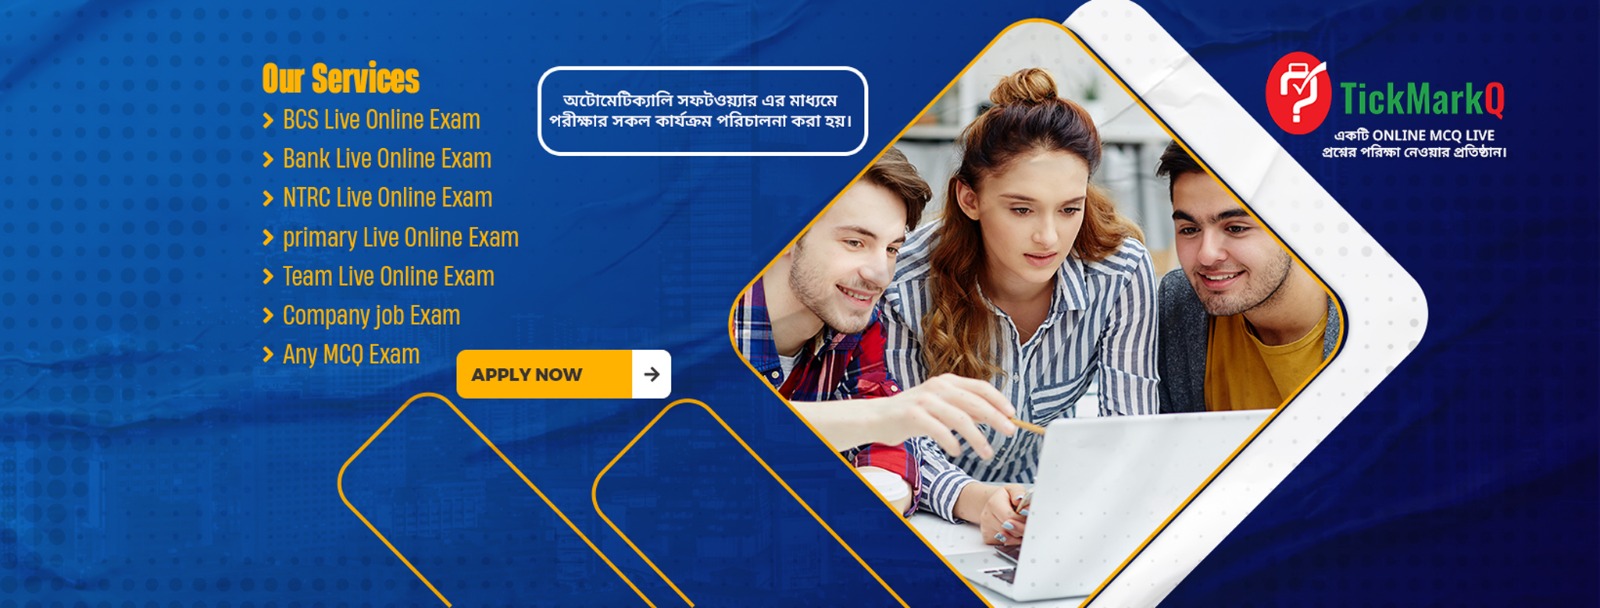 Our Services
BCS Live Online Exam
Bank Live Online Exam
NTRC Live Online Exam
primary Live Online Exam
Team Live Online Exam
Company job Exam
Any MCQ Exam
APPLY NOW
অটোমেটিক্যালি সফটওয়্যার এর মাধ্যমে
পরীক্ষার সকল কার্যক্রম পরিচালনা করা হয়।
TickMarkQ
একটি ONLINE MCQ LIVE
প্রশ্নের পরিক্ষা নেওয়ার প্রতিষ্ঠান।